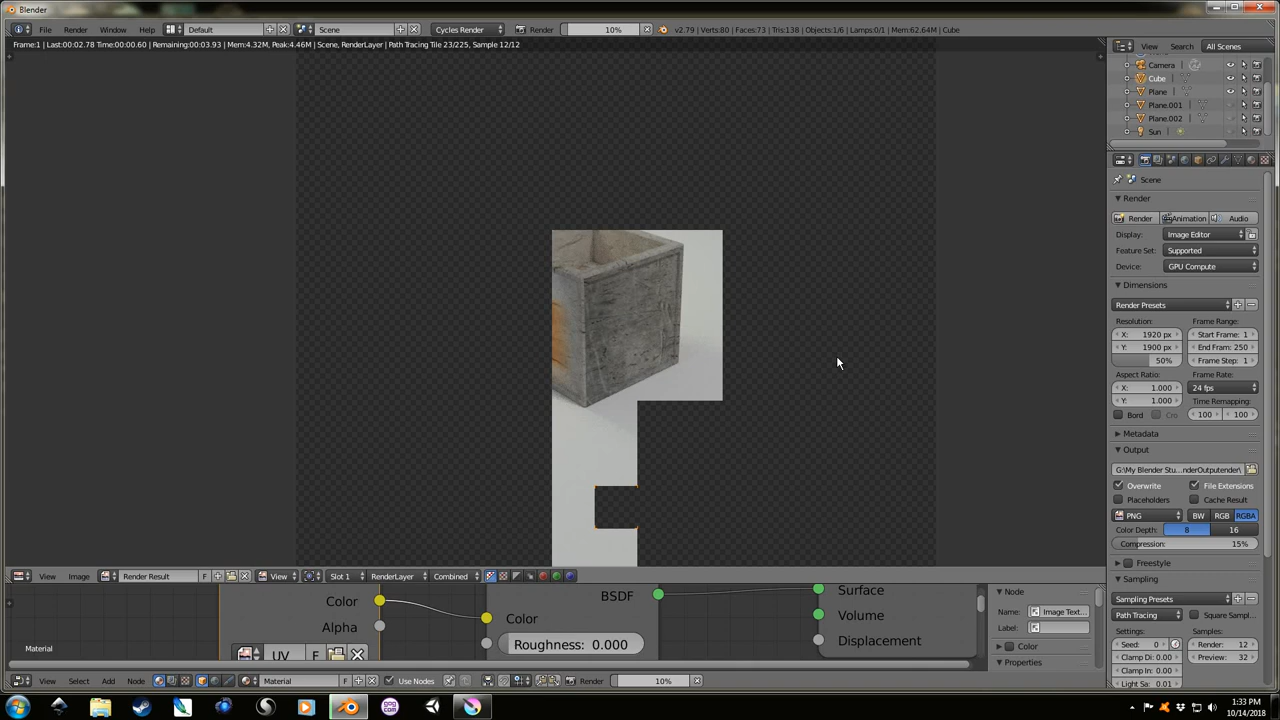 Blender
File Render Window Help Default Scene Cycles Render Render 10% v2.79 | Verts:80 | Faces:73 | Tris:138 | Objects:1/6 | Lamps:0/1 | Mem:62.64M | Cube
Frame:1 | Last:00:02.78 Time:00:00.60 | Remaining:00:03.93 | Mem:4.32M, Peak:4.46M | Scene, RenderLayer | Path Tracing Tile 23/225, Sample 12/12
View Search All Scenes
Camera
Cube
Plane
Plane.001
Plane.002
Sun
Scene
Render
Render Animation Audio
Display: Image Editor
Feature Set: Supported
Device: GPU Compute
Dimensions
Render Presets
Resolution: Frame Range:
X: 1920 px Start Frame: 1
Y: 1900 px End Fram: 250
50% Frame Step: 1
Aspect Ratio: Frame Rate:
X: 1.000 24 fps
Y: 1.000 Time Remapping:
Bord Cro 100 100
Metadata
Output
G:\My Blender Stu...nderOutputender\
Overwrite File Extensions
Placeholders Cache Result
PNG BW RGB RGBA
Color Depth: 8 16
Compression: 15%
Freestyle
Sampling
Sampling Presets
Path Tracing Square Sampl...
Settings: Samples:
Seed: 0 Render: 12
Clamp Di: 0.00 Preview: 32
Clamp In: 0.00
Light Sa: 0.01
View Image Render Result F View Slot 1 RenderLayer Combined
Color
Alpha
UV F
BSDF
Color
Roughness: 0.000
Surface
Volume
Displacement
Node
Name: Image Text...
Label:
Color
Properties
Material
View Select Add Node Material F Use Nodes Render 10%
1:33 PM
10/14/2018